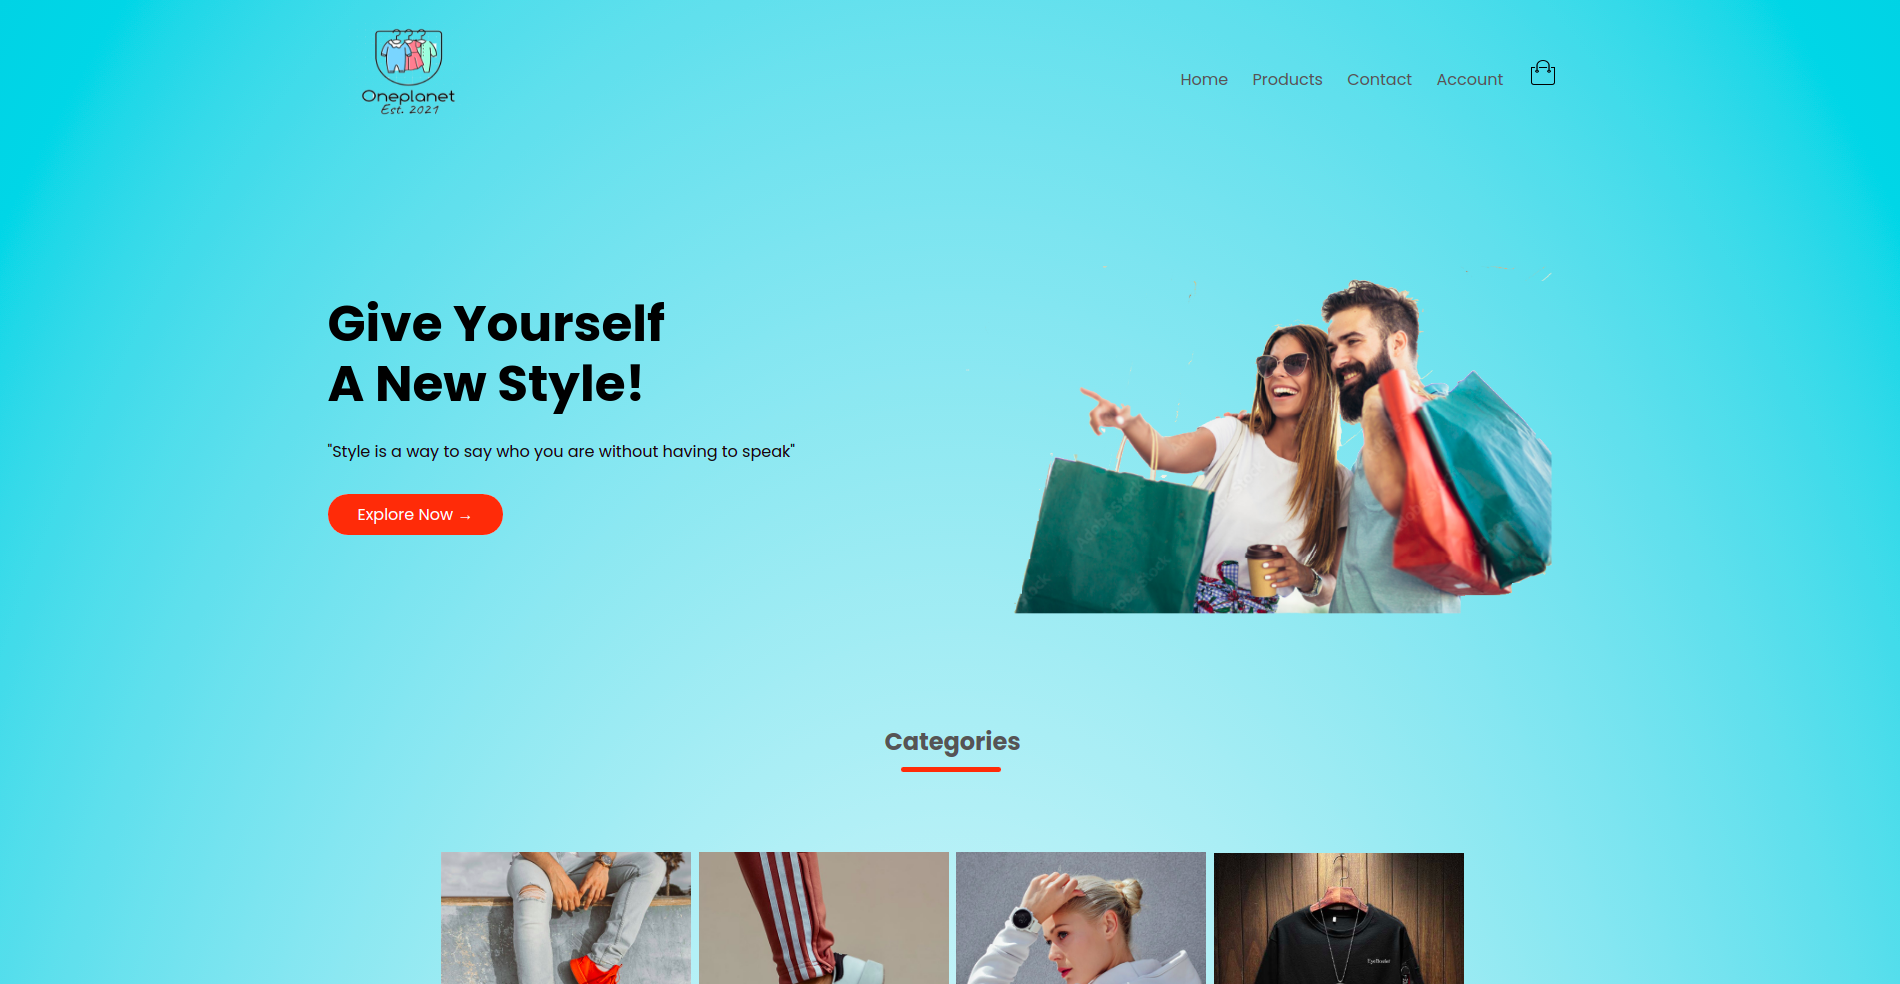 Oneplanet
Est. 2021
Home Products Contact Account
Give Yourself
A New Style!
"Style is a way to say who you are without having to speak"
Explore Now →
Categories